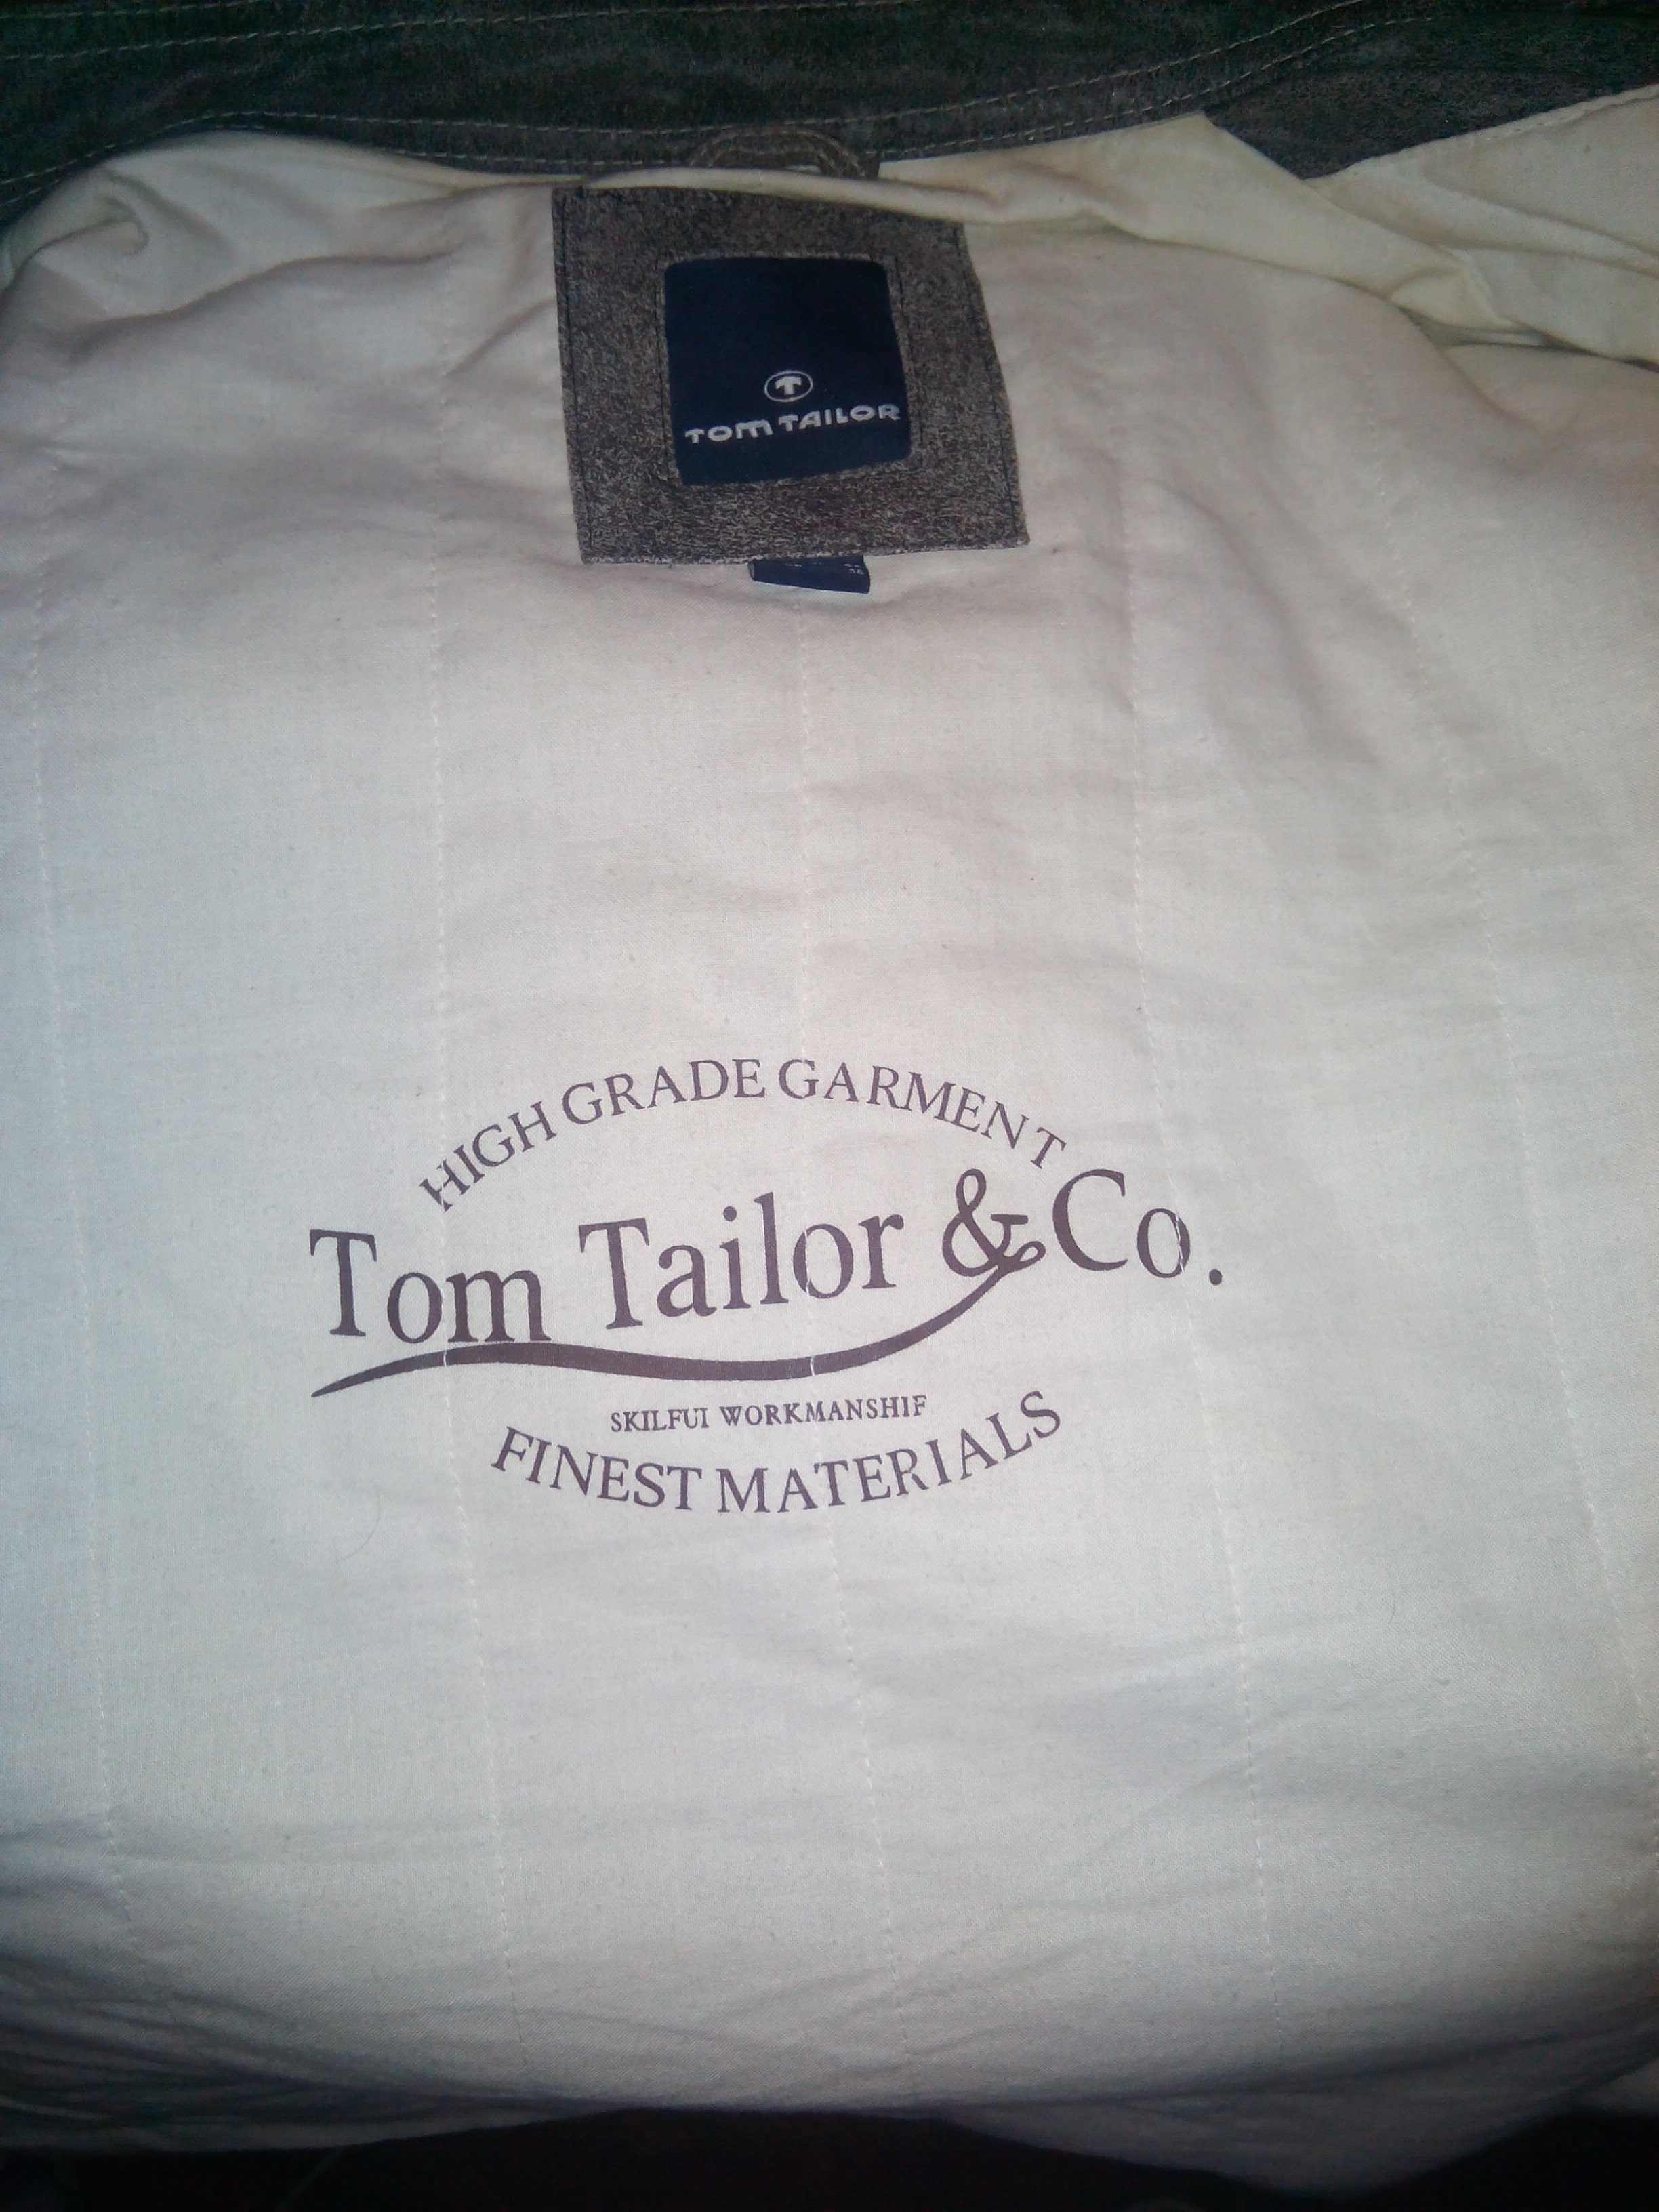 TOM TAILOR
HIGH GRADE GARMENT
Tom Tailor & Co.
SKILFUI WORKMANSHIF
FINEST MATERIALS